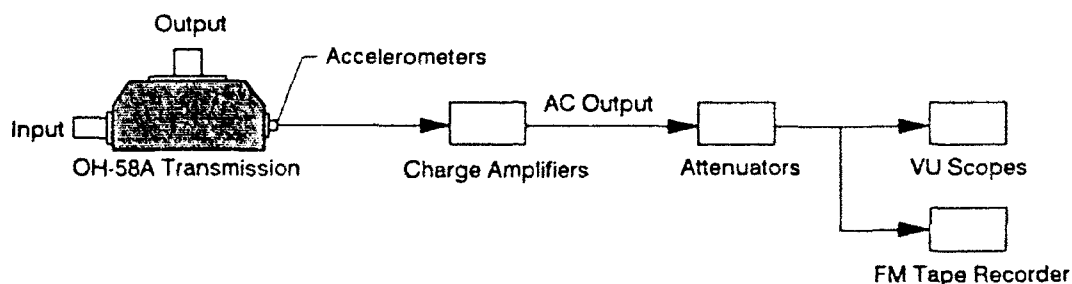 Output
Accelerometers
Input
AC Output
OH-58A Transmission
Charge Amplifiers
Attenuators
VU Scopes
FM Tape Recorder